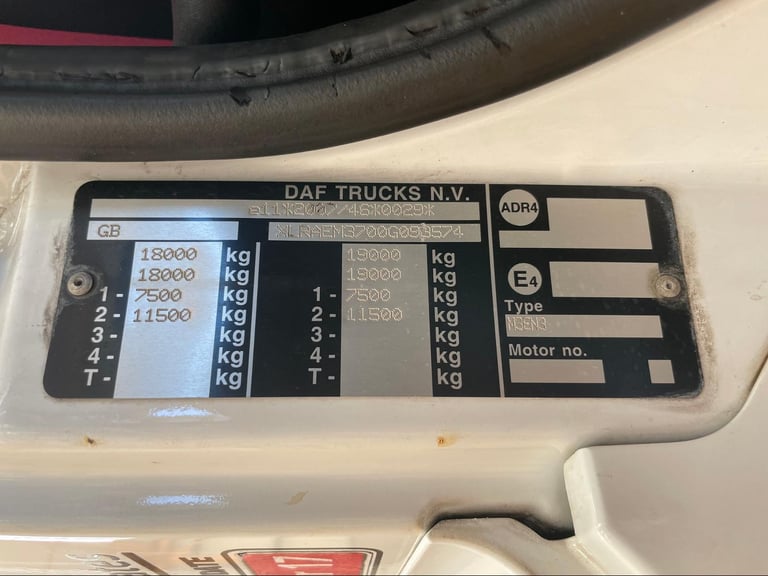 DAF TRUCKS N.V.
e11*2007/46*0029*
GB XLRAEM3700G093574
18000 kg 19000 kg
18000 kg 19000 kg
1 - 7500 kg 1 - 7500 kg
2 - 11500 kg 2 - 11500 kg
3 - kg 3 - kg
4 - kg 4 - kg
T - kg T - kg
ADR4
E4
Type
Motor no.